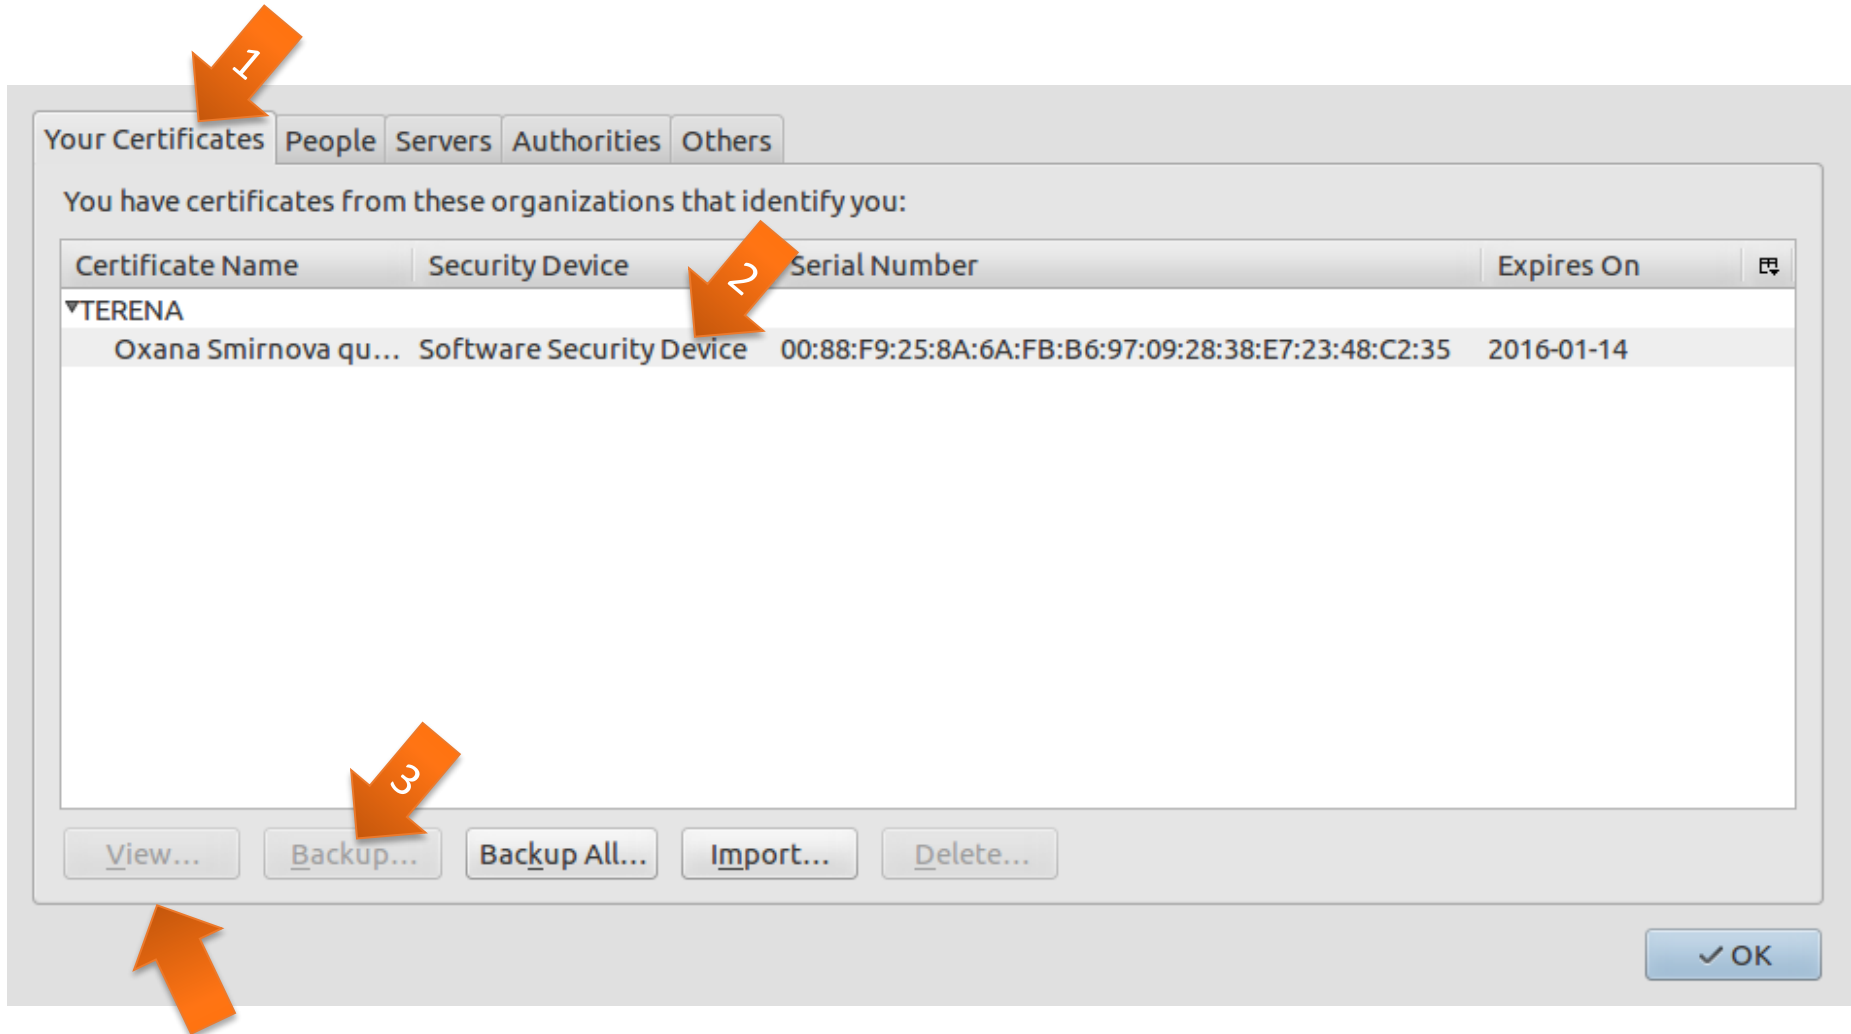 1
Your Certificates People Servers Authorities Others
You have certificates from these organizations that identify you:
Certificate Name Security Device 2 Serial Number Expires On
TERENA
Oxana Smirnova qu... Software Security Device 00:88:F9:25:8A:6A:FB:B6:97:09:28:38:E7:23:48:C2:35 2016-01-14
3
View... Backup... Backup All... Import... Delete...
OK